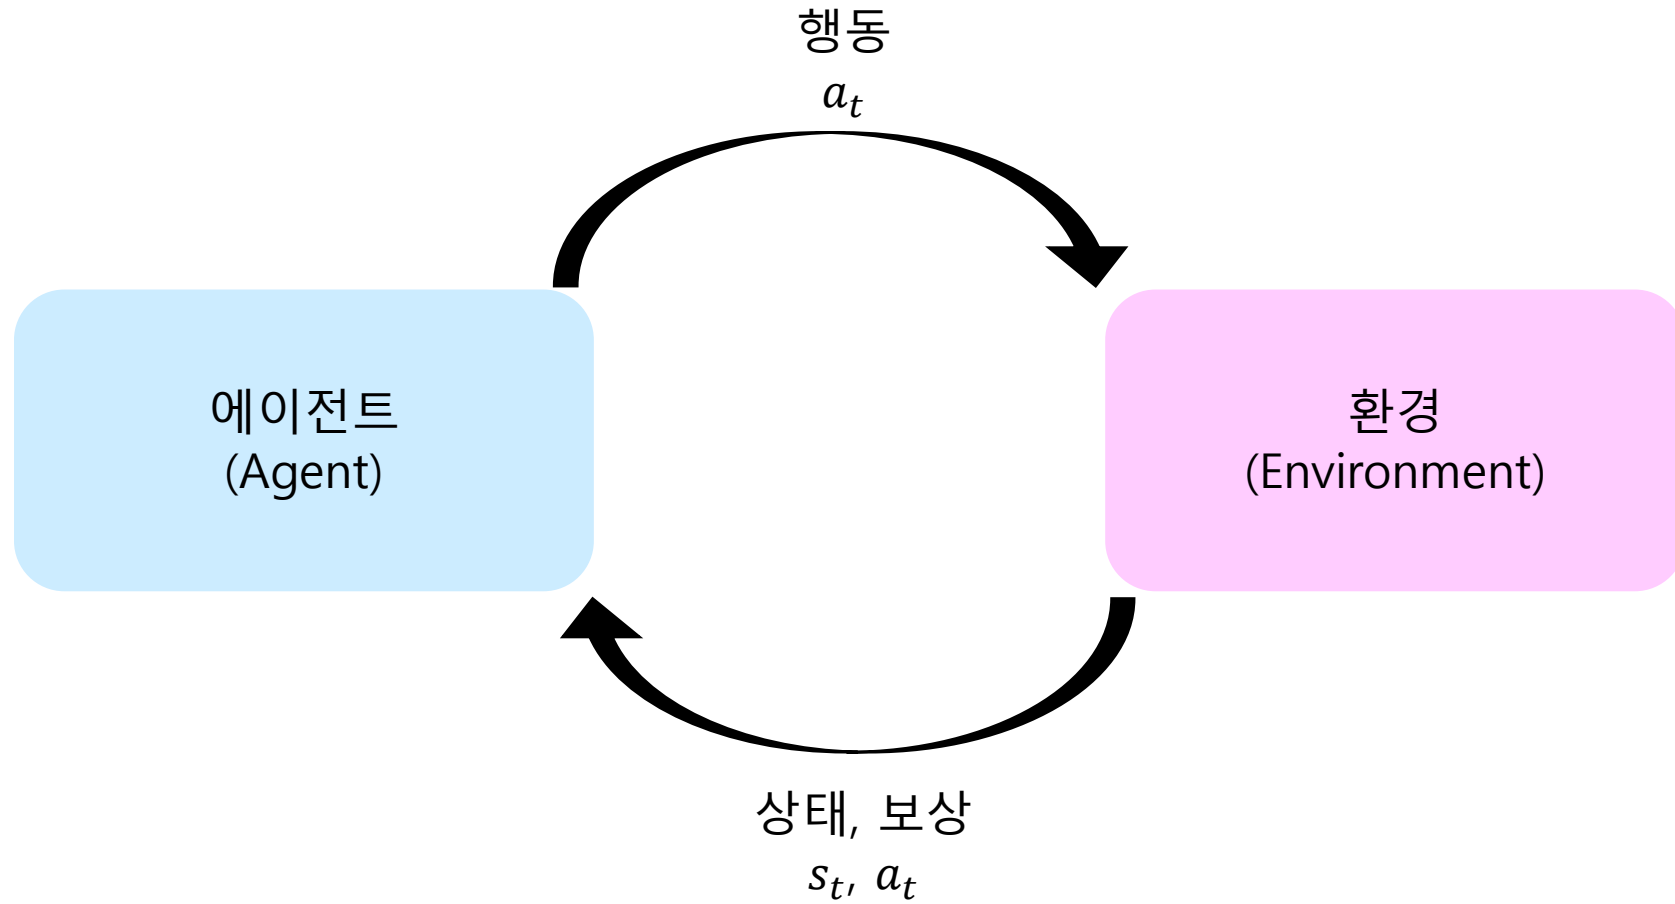 행동
a_t
에이전트
(Agent)
환경
(Environment)
상태, 보상
s_t, a_t